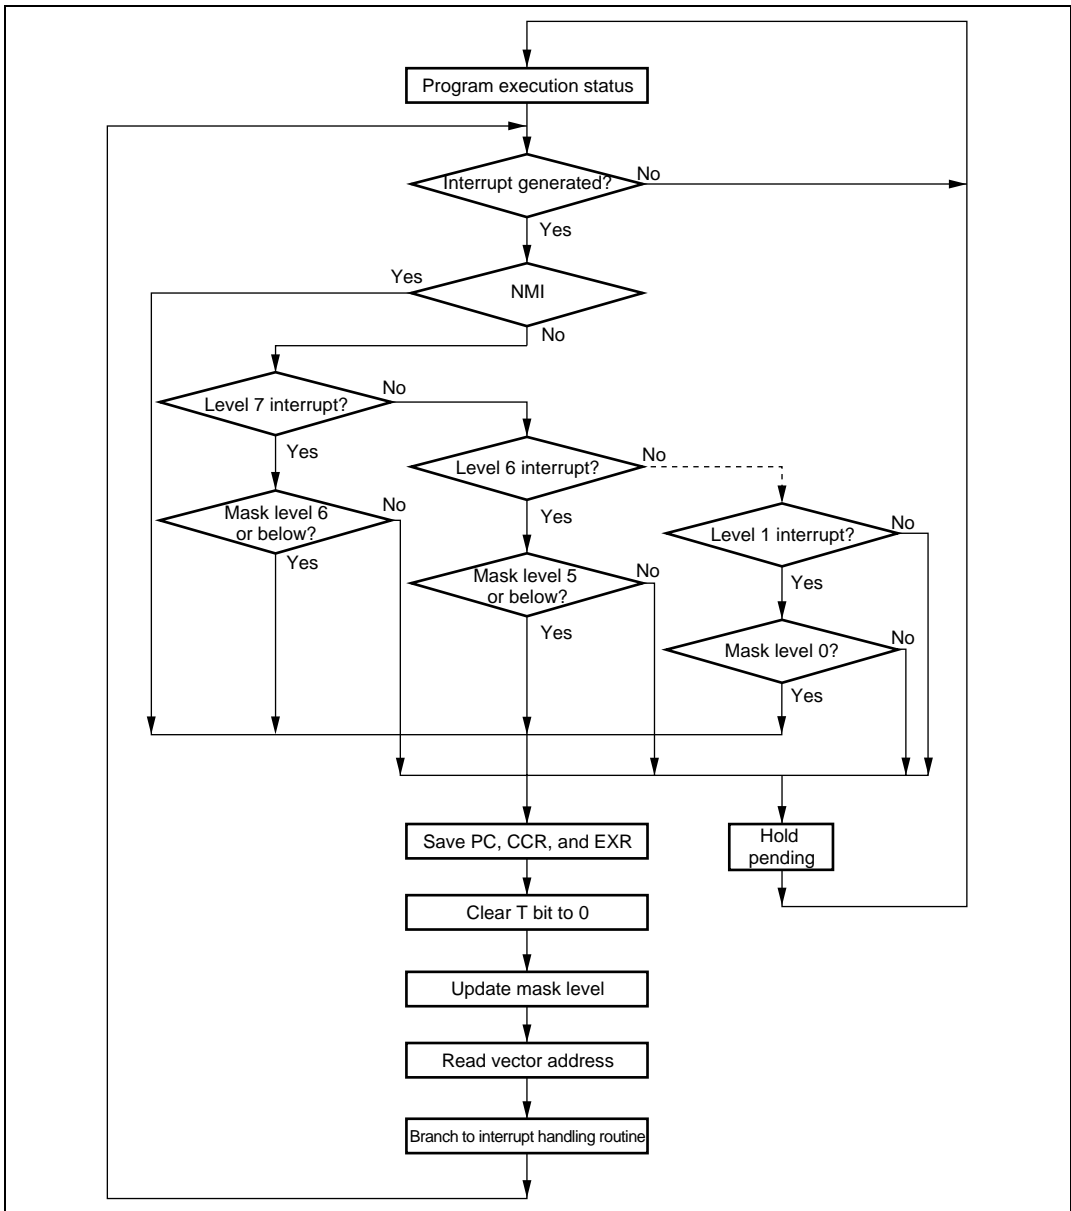 Program execution status
Interrupt generated?
No
Yes
Yes
NMI
No
Level 7 interrupt?
No
Yes
Level 6 interrupt?
No
Mask level 6
or below?
No
Yes
Yes
Level 1 interrupt?
No
Mask level 5
or below?
No
Yes
Yes
Mask level 0?
No
Yes
Save PC, CCR, and EXR
Hold
pending
Clear T bit to 0
Update mask level
Read vector address
Branch to interrupt handling routine